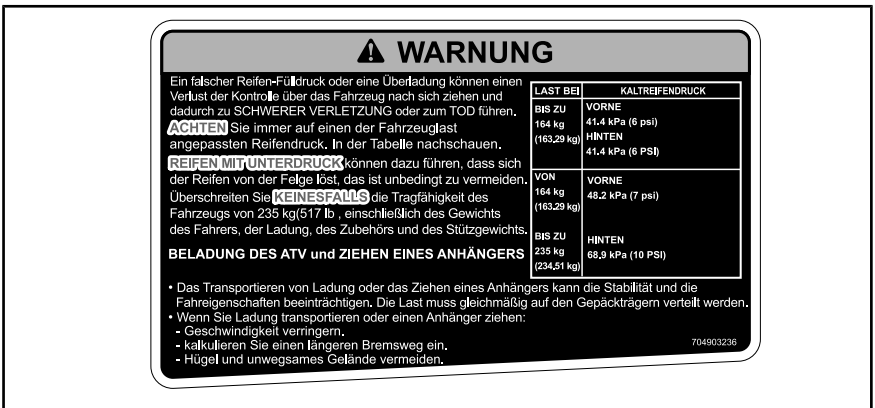 WARNUNG
Ein falscher Reifen-Fülldruck oder eine Überladung können einen
Verlust der Kontrolle über das Fahrzeug nach sich ziehen und
dadurch zu SCHWERER VERLETZUNG oder zum TOD führen.
ACHTEN Sie immer auf einen der Fahrzeuglast
angepassten Reifendruck. In der Tabelle nachschauen.
REIFEN MIT UNTERDRUCK können dazu führen, dass sich
der Reifen von der Felge löst, das ist unbedingt zu vermeiden.
Überschreiten Sie KEINESFALLS die Tragfähigkeit des
Fahrzeugs von 235 kg(517 lb , einschließlich des Gewichts
des Fahrers, der Ladung, des Zubehörs und des Stützgewichts.
BELADUNG DES ATV und ZIEHEN EINES ANHÄNGERS
LAST BEI KALTREIFENDRUCK
BIS ZU VORNE
164 kg 41.4 kPa (6 psi)
(163,29 kg) HINTEN
41.4 kPa (6 PSI)
VON VORNE
164 kg 48.2 kPa (7 psi)
(163.29 kg)
BIS ZU HINTEN
235 kg 68,9 kPa (10 PSI)
(234,51 kg)
• Das Transportieren von Ladung oder das Ziehen eines Anhängers kann die Stabilität und die
Fahreigenschaften beeinträchtigen. Die Last muss gleichmäßig auf den Gepäckträgern verteilt werden.
• Wenn Sie Ladung transportieren oder einen Anhänger ziehen:
- Geschwindigkeit verringern.
- kalkulieren Sie einen längeren Bremsweg ein.
- Hügel und unwegsames Gelände vermeiden.
704903236